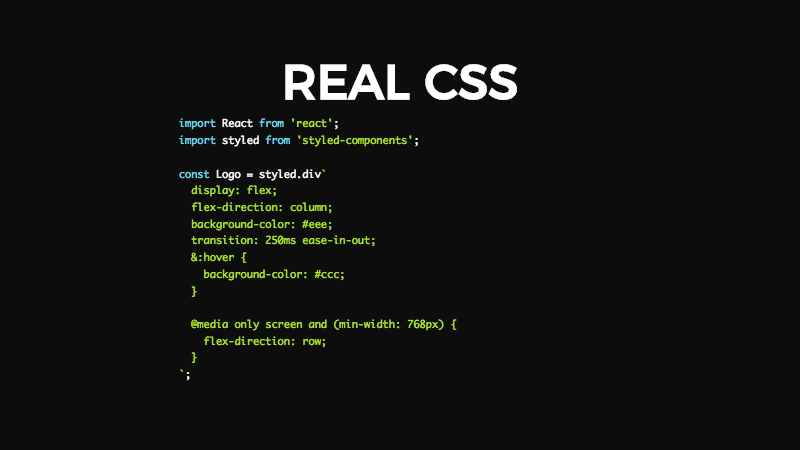 REAL CSS
import React from 'react';
import styled from 'styled-components';
const Logo = styled.div`
  display: flex;
  flex-direction: column;
  background-color: #eee;
  transition: 250ms ease-in-out;
  &:hover {
    background-color: #ccc;
  }
  @media only screen and (min-width: 768px) {
    flex-direction: row;
  }
`;